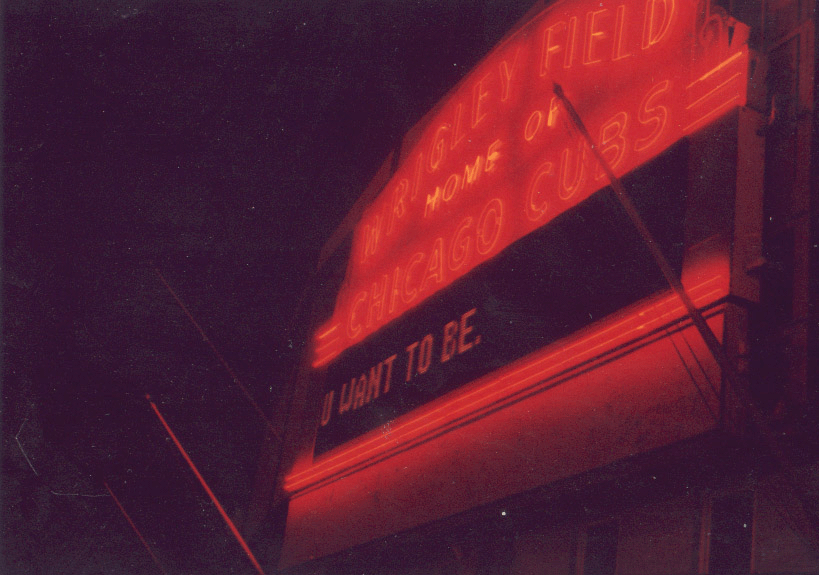 WRIGLEY FIELD
HOME OF
CHICAGO CUBS
U WANT TO BE.